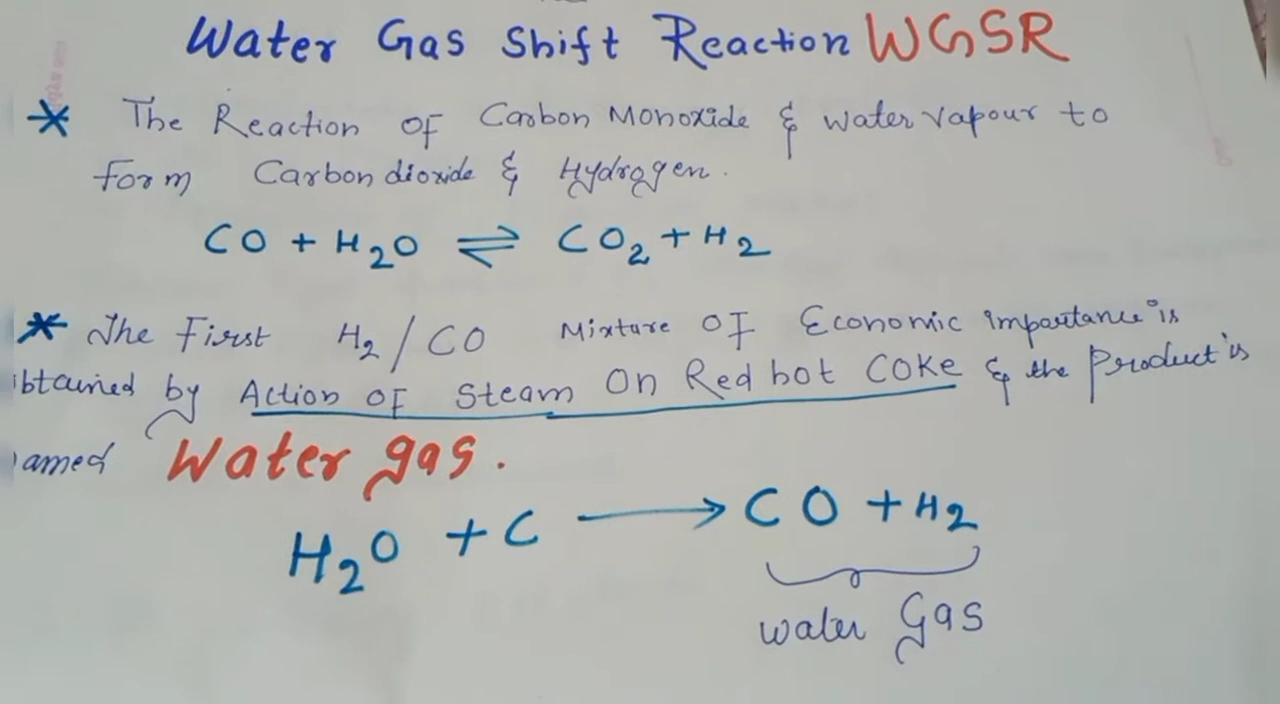 Water Gas Shift Reaction WGSR
* The Reaction OF Carbon Monoxide & water vapour to
form Carbon dioxide & Hydrogen.
CO + H2O ⇌ CO2 + H2
* The First H2/CO Mixture OF Economic importance is
btained by Action OF Steam On Red hot COKe & the Product is
amed Water gas.
H2O + C ⟶ CO + H2
water Gas